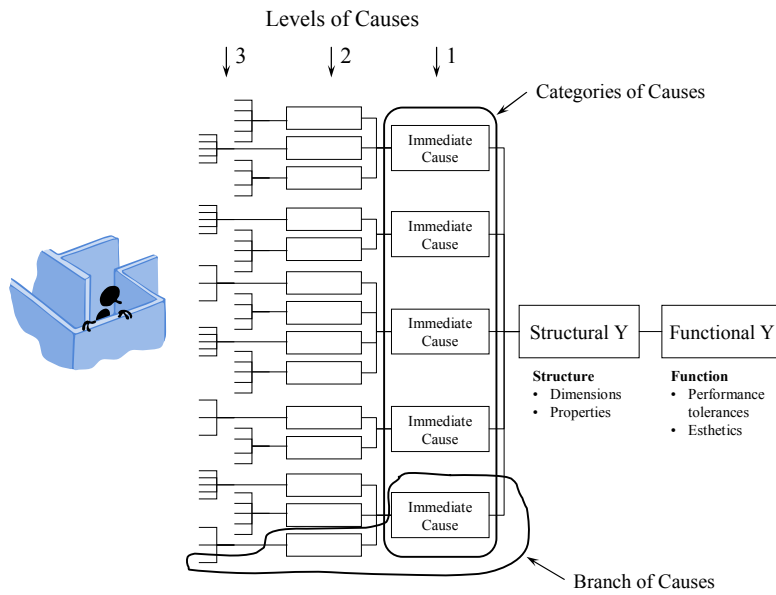 Levels of Causes
3
2
1
Categories of Causes
Immediate
Cause
Immediate
Cause
Immediate
Cause
Structural Y
Functional Y
Structure
• Dimensions
• Properties
Function
• Performance
tolerances
• Esthetics
Immediate
Cause
Immediate
Cause
Branch of Causes